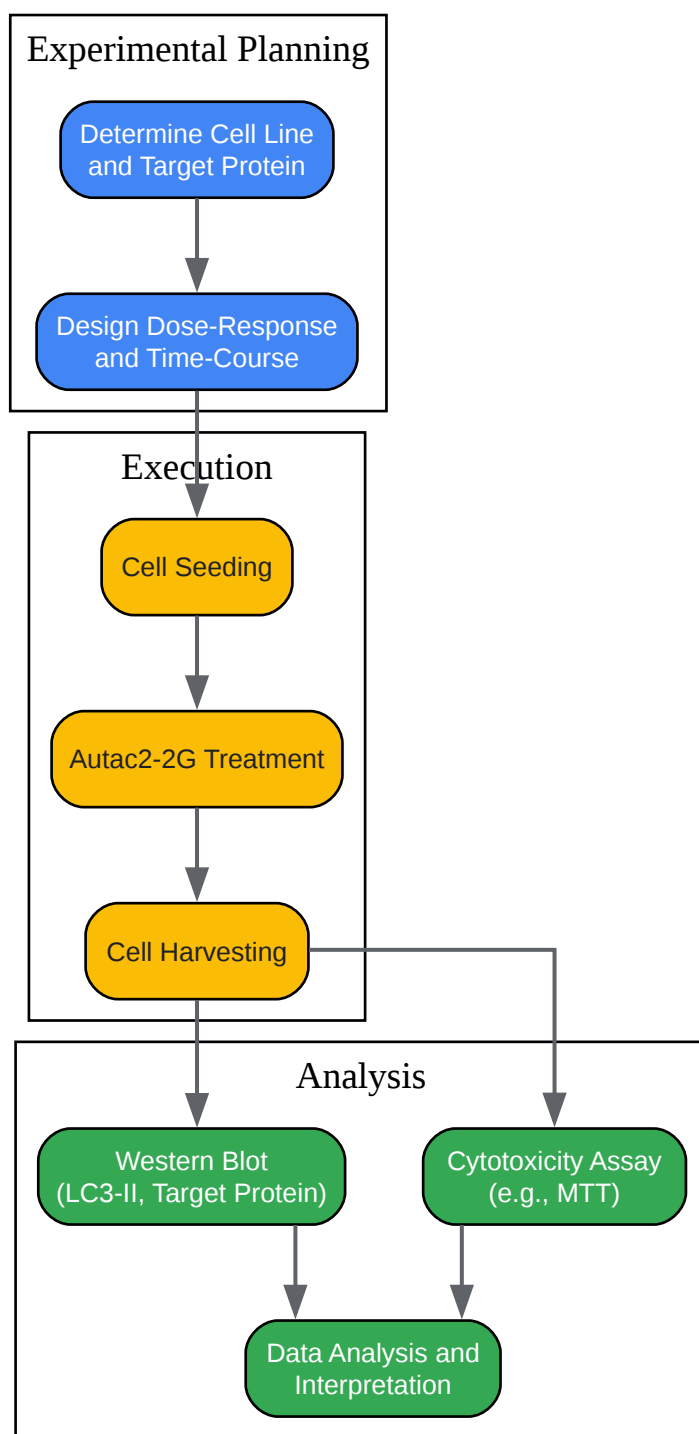 Experimental Planning
Determine Cell Line
and Target Protein
Design Dose-Response
and Time-Course
Execution
Cell Seeding
Autac2-2G Treatment
Cell Harvesting
Analysis
Western Blot
(LC3-II, Target Protein)
Cytotoxicity Assay
(e.g., MTT)
Data Analysis and
Interpretation